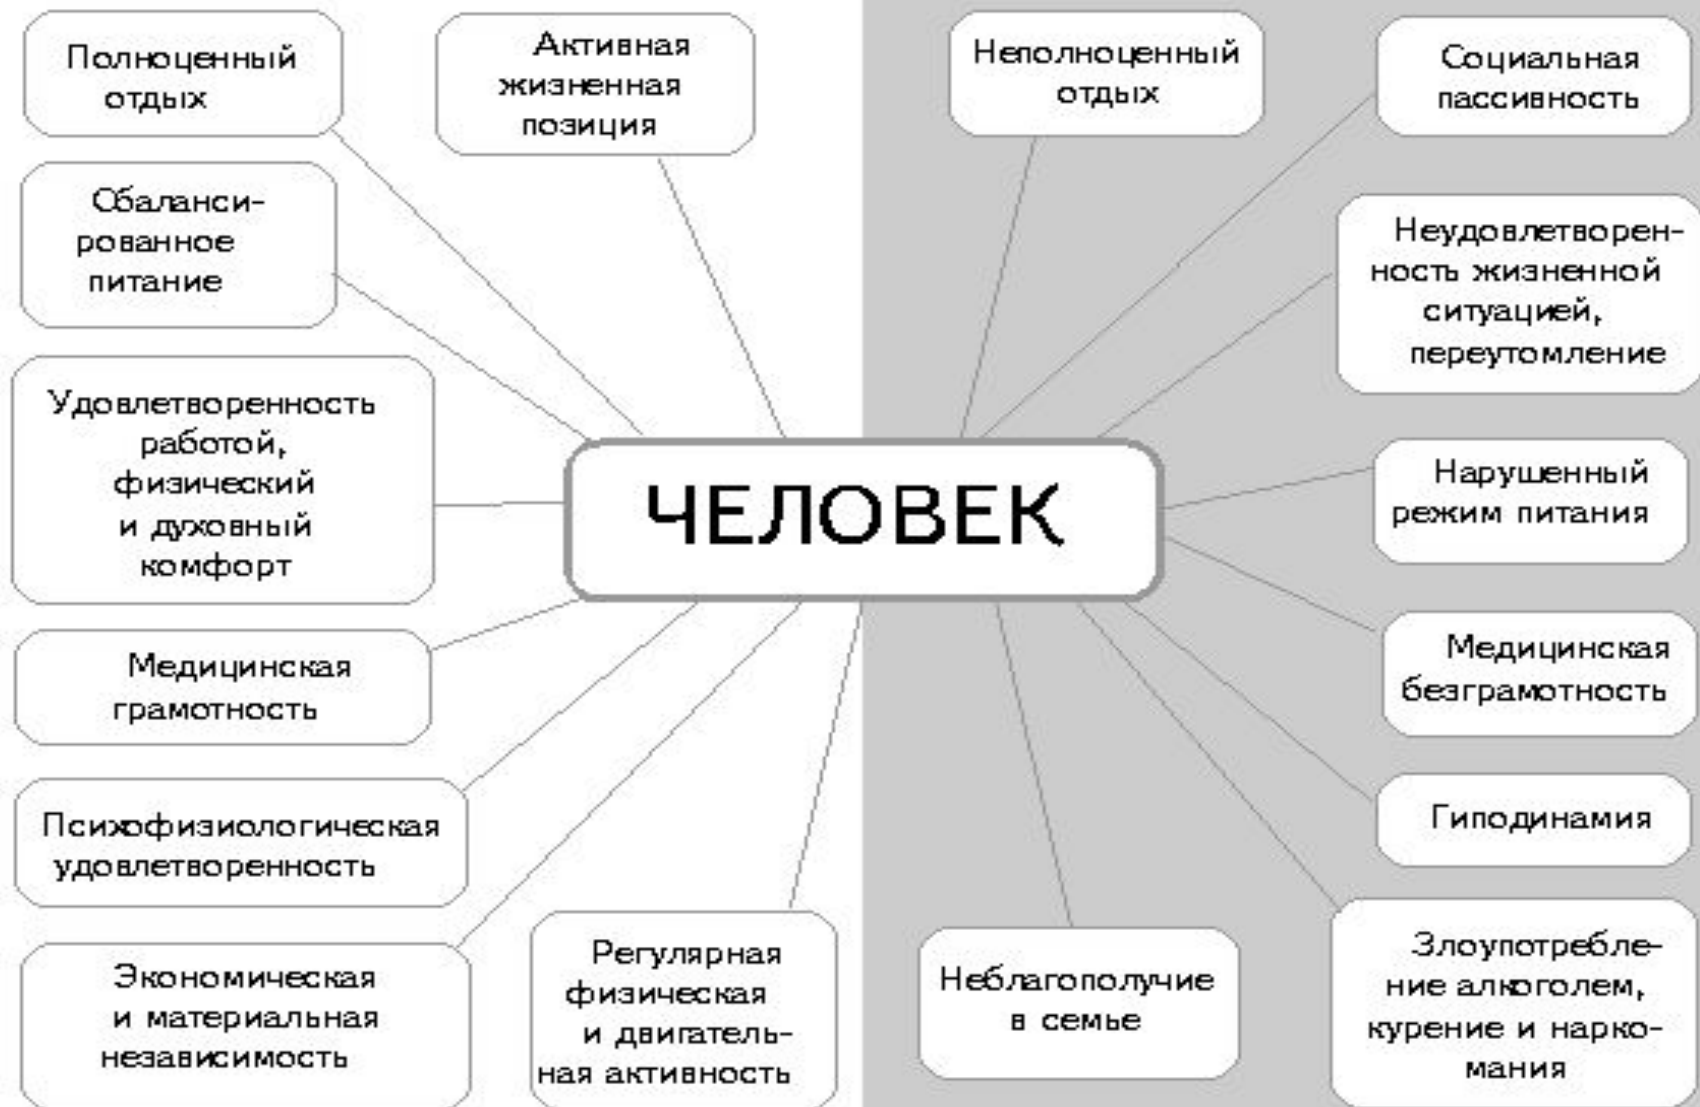 Полноценный
отдых
Активная
жизненная
позиция
Неполноценный
отдых
Социальная
пассивность
Сбаланси-
рованное
питание
Неудовлетворен-
ность жизненной
ситуацией,
переутомление
Удовлетворенность
работой,
физический
и духовный
комфорт
ЧЕЛОВЕК
Нарушенный
режим питания
Медицинская
грамотность
Медицинская
безграмотность
Психофизиологическая
удовлетворенность
Гиподинамия
Экономическая
и материальная
независимость
Регулярная
физическая
и двигатель-
ная активность
Неблагополучие
в семье
Злоупотребле-
ние алкоголем,
курение и нарко-
мания